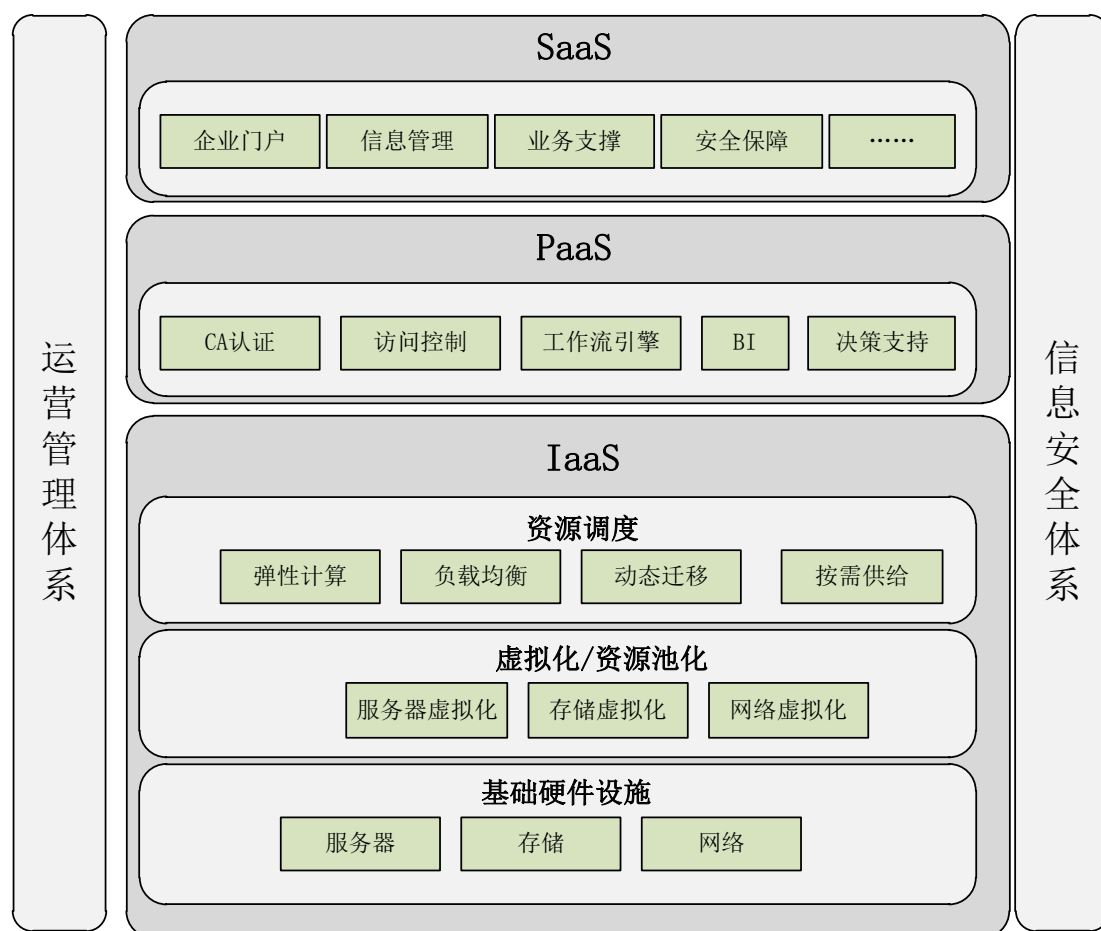 运营管理体系
SaaS
企业门户 信息管理 业务支撑 安全保障 ……
PaaS
CA认证 访问控制 工作流引擎 BI 决策支持
IaaS
资源调度
弹性计算 负载均衡 动态迁移 按需供给
虚拟化/资源池化
服务器虚拟化 存储虚拟化 网络虚拟化
基础硬件设施
服务器 存储 网络
信息安全体系